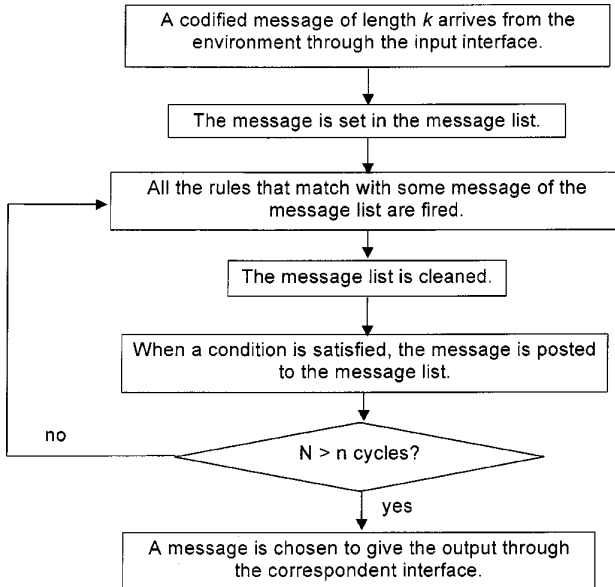 A codified message of length k arrives from the
environment through the input interface.
The message is set in the message list.
All the rules that match with some message of the
message list are fired.
The message list is cleaned.
When a condition is satisfied, the message is posted
to the message list.
no
N > n cycles?
yes
A message is chosen to give the output through
the correspondent interface.